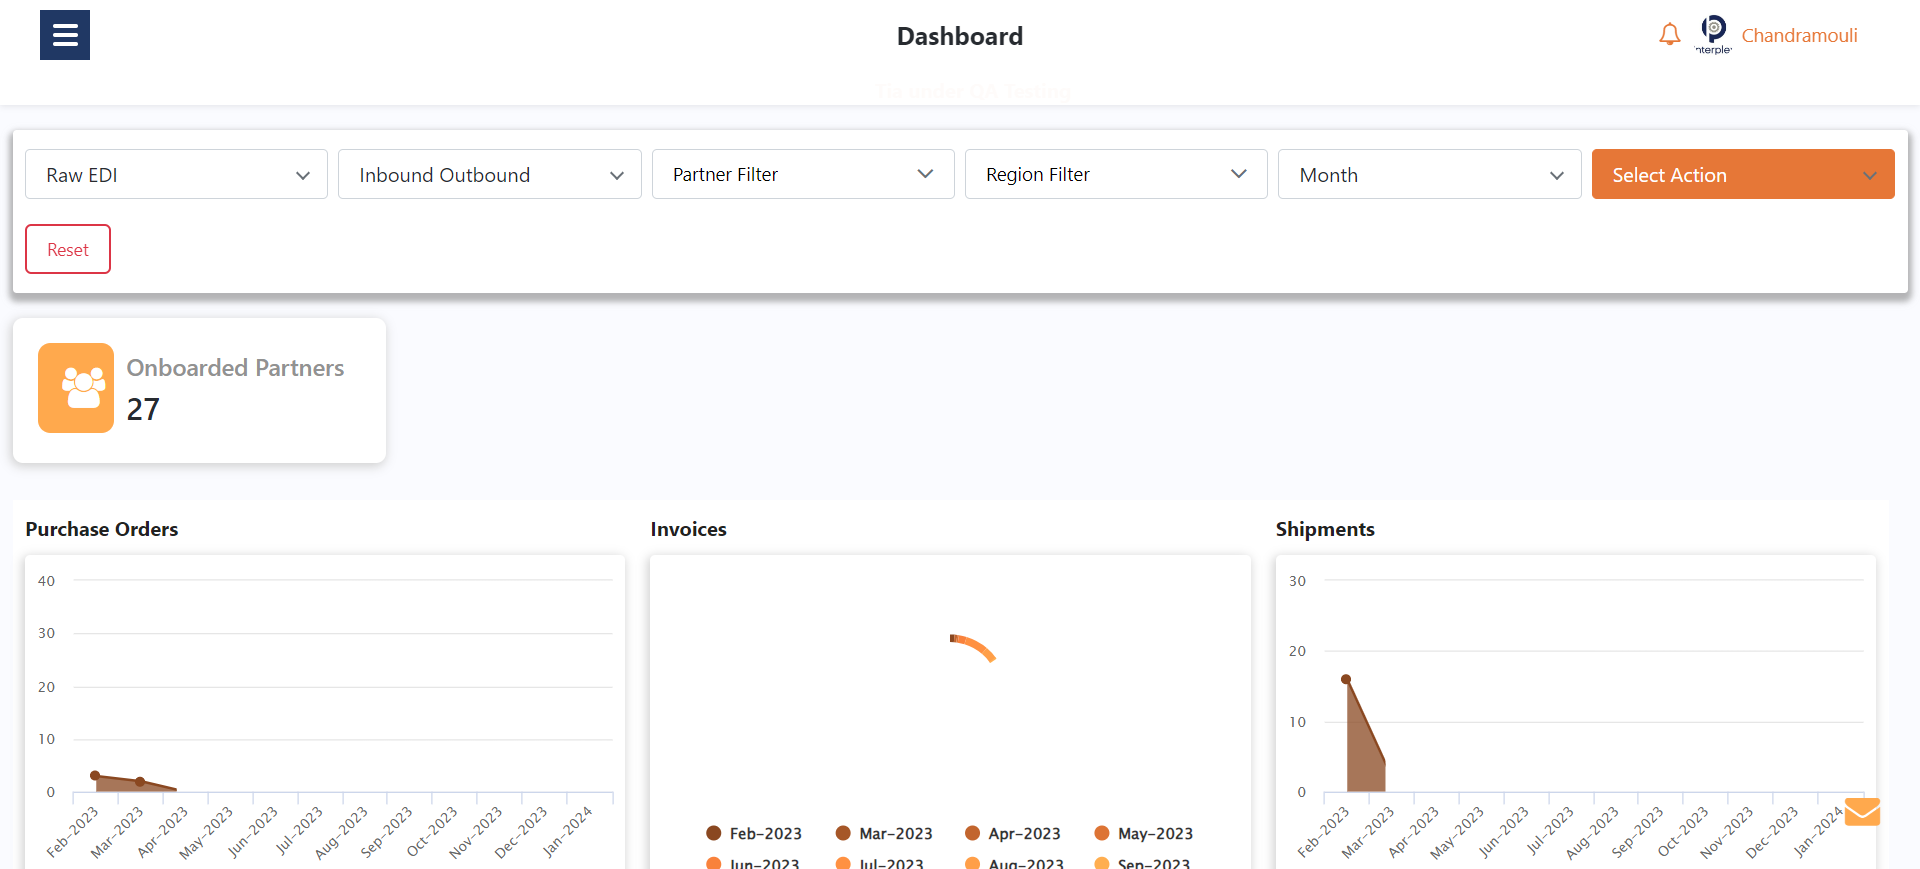 Dashboard
nterple
Chandramouli
Raw EDI
Inbound Outbound
Partner Filter
Region Filter
Month
Select Action
Reset
Onboarded Partners
27
Purchase Orders
40
30
20
10
0
Feb-2023
Mar-2023
Apr-2023
May-2023
Jun-2023
Jul-2023
Aug-2023
Sep-2023
Oct-2023
Nov-2023
Dec-2023
Jan-2024
Invoices
Feb-2023
Mar-2023
Apr-2023
May-2023
Jun-2023
Jul-2023
Aug-2023
Sep-2023
Shipments
30
20
10
0
Feb-2023
Mar-2023
Apr-2023
May-2023
Jun-2023
Jul-2023
Aug-2023
Sep-2023
Oct-2023
Nov-2023
Dec-2023
Jan-2024